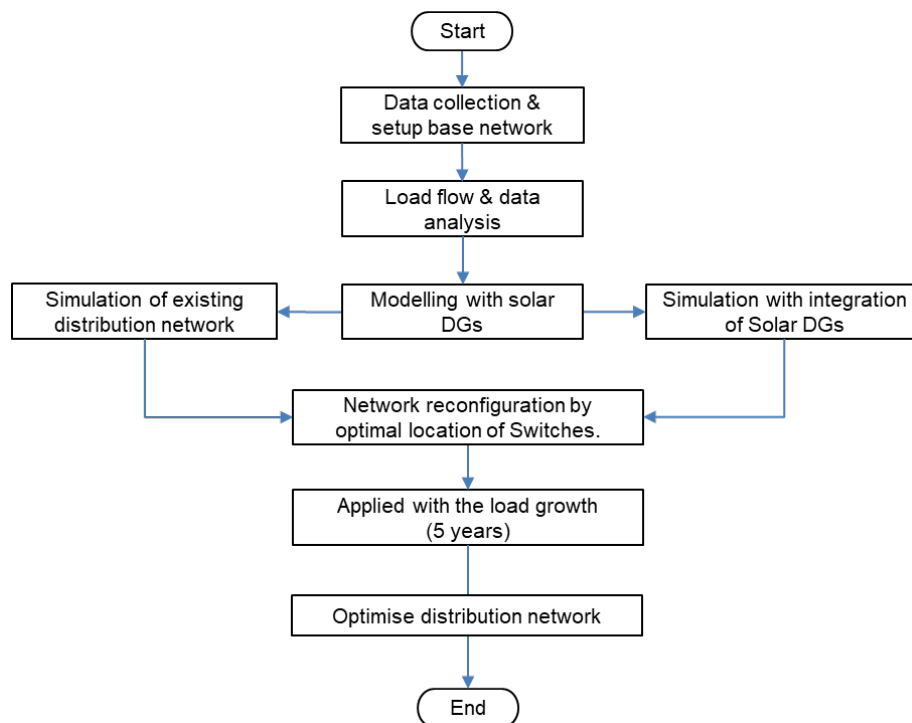 Start
Data collection &
setup base network
Load flow & data
analysis
Simulation of existing
distribution network
Modelling with solar
DGs
Simulation with integration
of Solar DGs
Network reconfiguration by
optimal location of Switches.
Applied with the load growth
(5 years)
Optimise distribution network
End